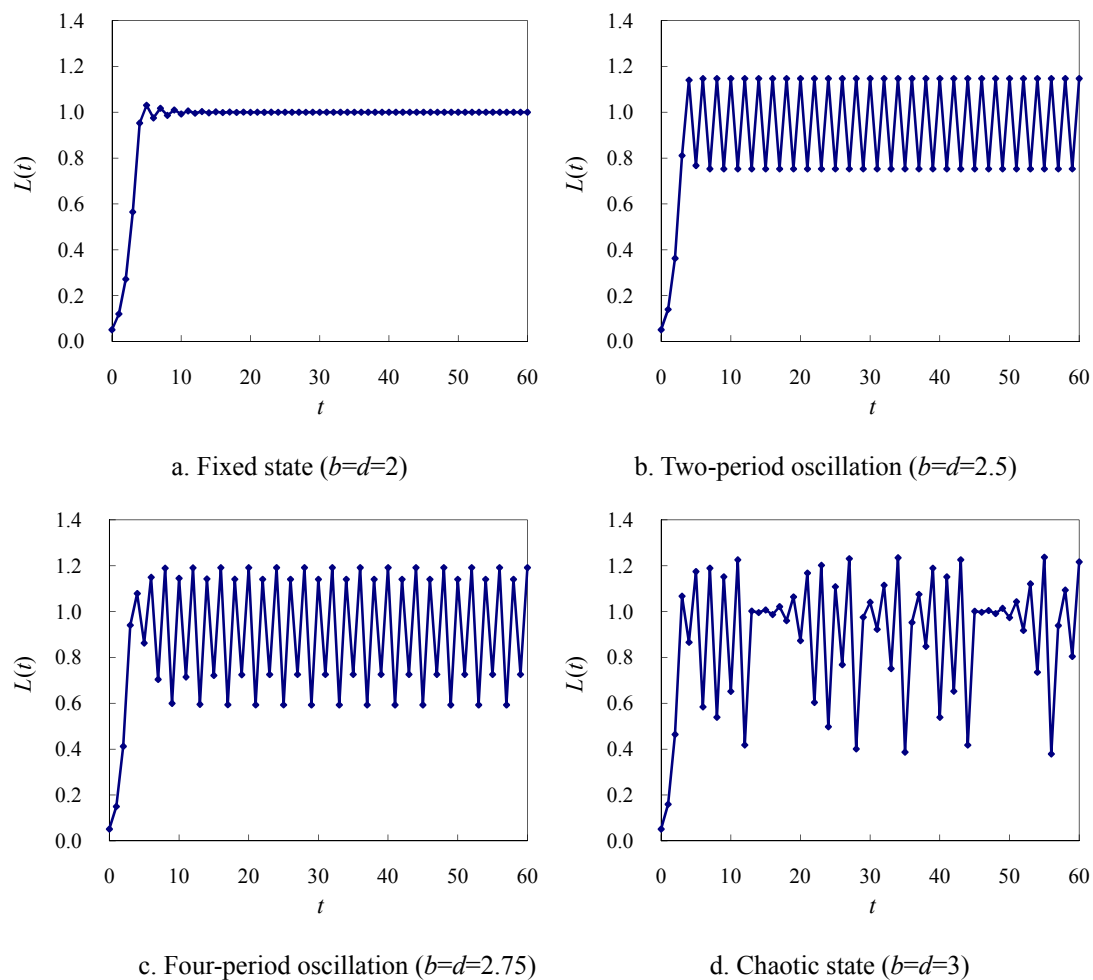 1.4
1.2
1.0
0.8
0.6
0.4
0.2
0.0
L(t)
0 10 20 30 40 50 60
t
a. Fixed state (b=d=2)
1.4
1.2
1.0
0.8
0.6
0.4
0.2
0.0
L(t)
0 10 20 30 40 50 60
t
b. Two-period oscillation (b=d=2.5)
1.4
1.2
1.0
0.8
0.6
0.4
0.2
0.0
L(t)
0 10 20 30 40 50 60
t
c. Four-period oscillation (b=d=2.75)
1.4
1.2
1.0
0.8
0.6
0.4
0.2
0.0
L(t)
0 10 20 30 40 50 60
t
d. Chaotic state (b=d=3)